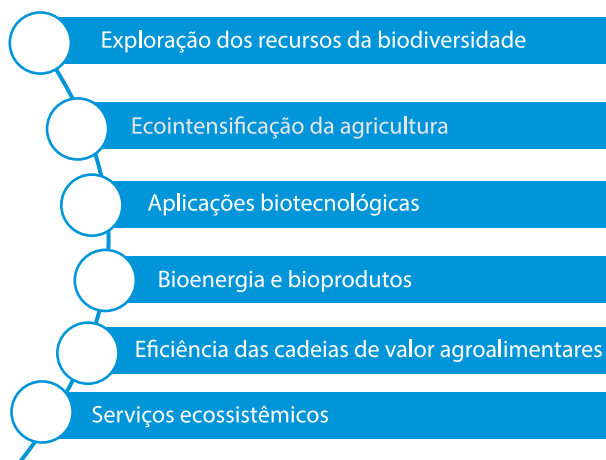 Exploração dos recursos da biodiversidade
Ecointensificação da agricultura
Aplicações biotecnológicas
Bioenergia e bioprodutos
Eficiência das cadeias de valor agroalimentares
Serviços ecossistêmicos